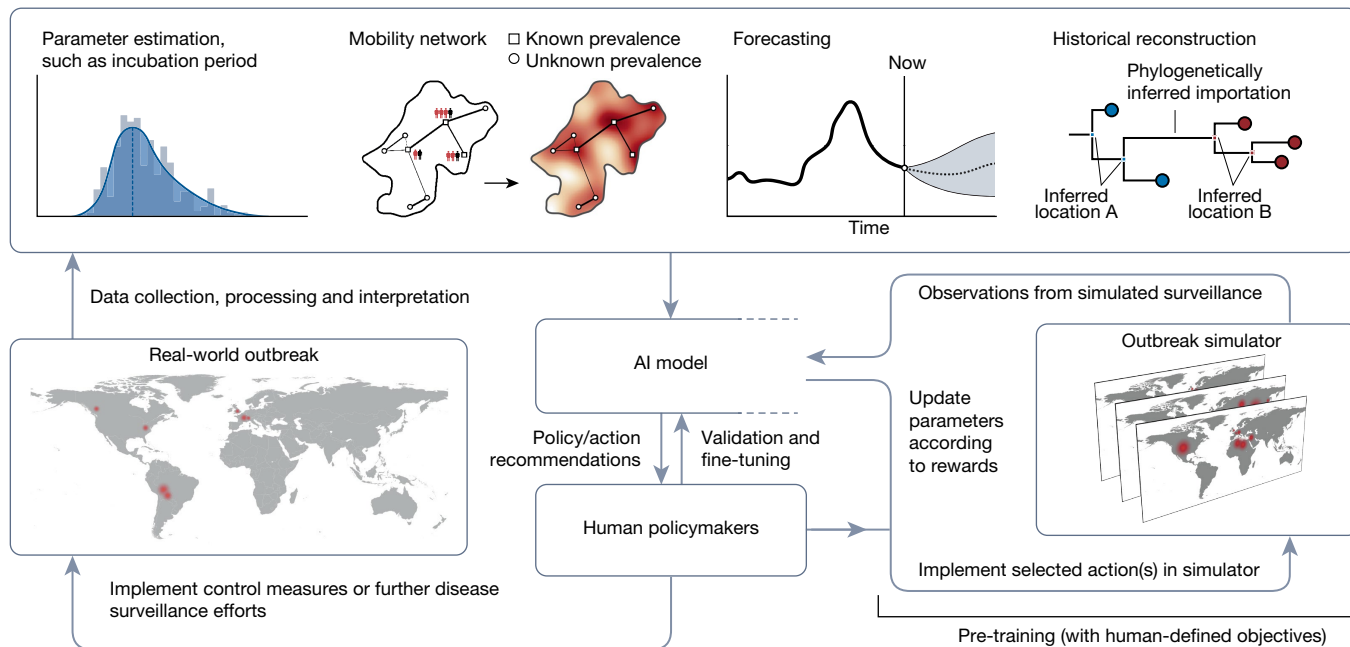 Parameter estimation,
such as incubation period
Mobility network
Known prevalence
Unknown prevalence
Forecasting
Now
Time
Historical reconstruction
Phylogenetically
inferred importation
Inferred
location A
Inferred
location B
Data collection, processing and interpretation
Real-world outbreak
AI model
Observations from simulated surveillance
Outbreak simulator
Update
parameters
according
to rewards
Policy/action
recommendations
Validation and
fine-tuning
Human policymakers
Implement control measures or further disease
surveillance efforts
Implement selected action(s) in simulator
Pre-training (with human-defined objectives)